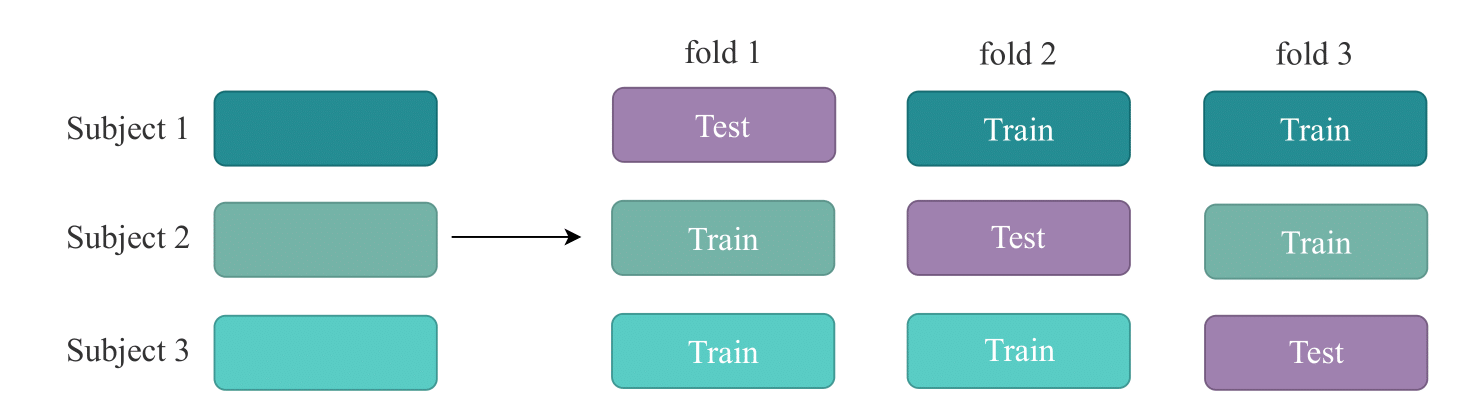 fold 1 fold 2 fold 3
Subject 1 Test Train Train
Subject 2 Train Test Train
Subject 3 Train Train Test